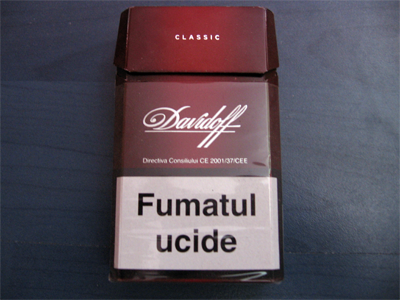 CLASSIC
Davidoff
Directiva Consiliului CE 2001/37/CEE
Fumatul
ucide